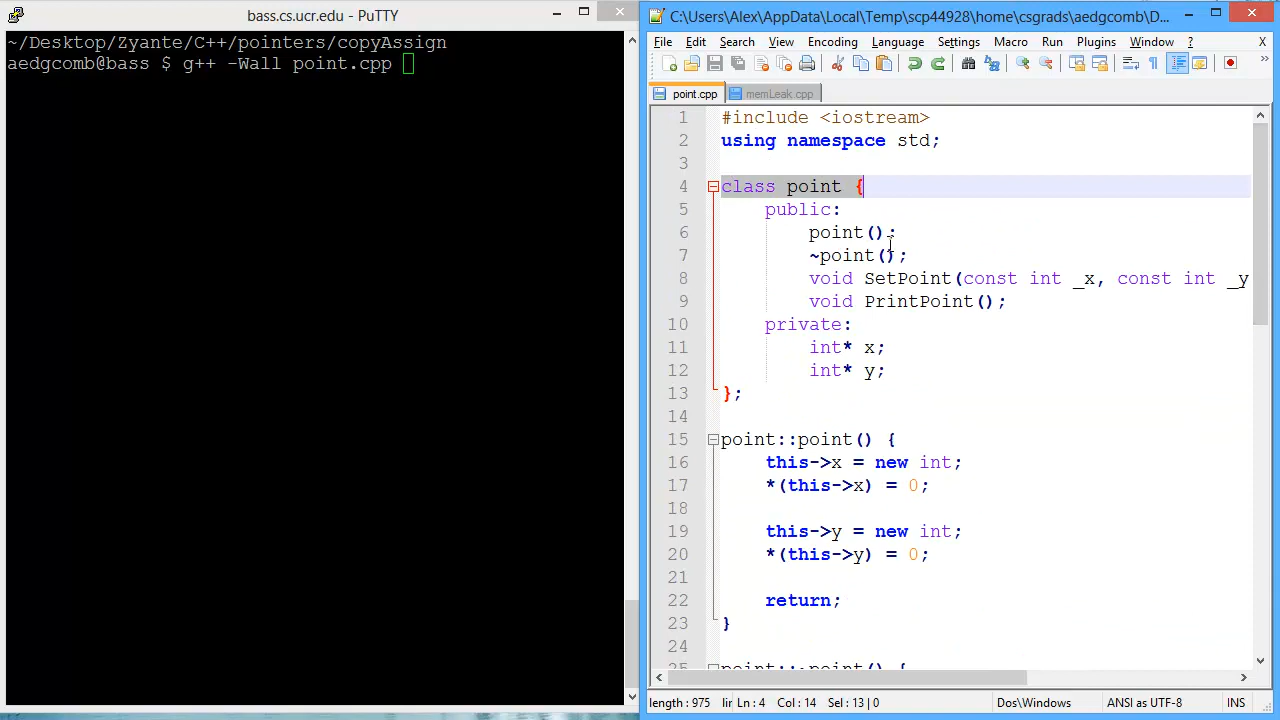 bass.cs.ucr.edu - PuTTY
~/Desktop/Zyante/C++/pointers/copyAssign
aedgcomb@bass $ g++ -Wall point.cpp
C:\Users\Alex\AppData\Local\Temp\scp44928\home\csgrads\aedgcomb\D...
File Edit Search View Encoding Language Settings Macro Run Plugins Window ? X
point.cpp memLeak.cpp
1 #include <iostream>
2 using namespace std;
3
4 class point {
5 public:
6 point();
7 ~point();
8 void SetPoint(const int _x, const int _y
9 void PrintPoint();
10 private:
11 int* x;
12 int* y;
13 };
14
15 point::point() {
16 this->x = new int;
17 *(this->x) = 0;
18
19 this->y = new int;
20 *(this->y) = 0;
21
22 return;
23 }
24
25 point::~point() {
length : 975 lir Ln : 4 Col : 14 Sel : 13 | 0 Dos\Windows ANSI as UTF-8 INS